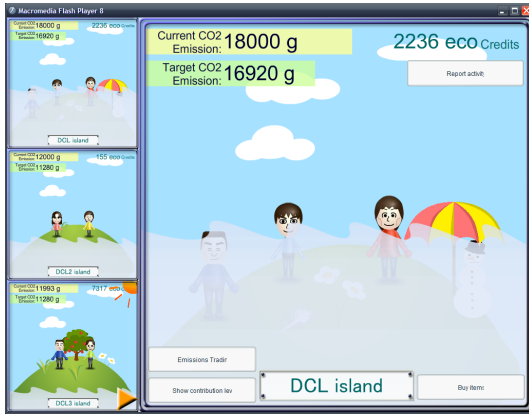 Macromedia Flash Player 8
Current CO2 Emission: 18000 g
2236 eco Credits
Target CO2 Emission: 16920 g
DCL island
Current CO2 Emission: 12000 g
155 eco Credits
Target CO2 Emission: 11280 g
DCL2 island
Current CO2 Emission: 11993 g
7317 eco
Target CO2 Emission: 11280 g
DCL3 island
Current CO2 Emission: 18000 g
2236 eco Credits
Target CO2 Emission: 16920 g
Report activit
Emissions Tradir
Show contribution lev
DCL island
Buy item: